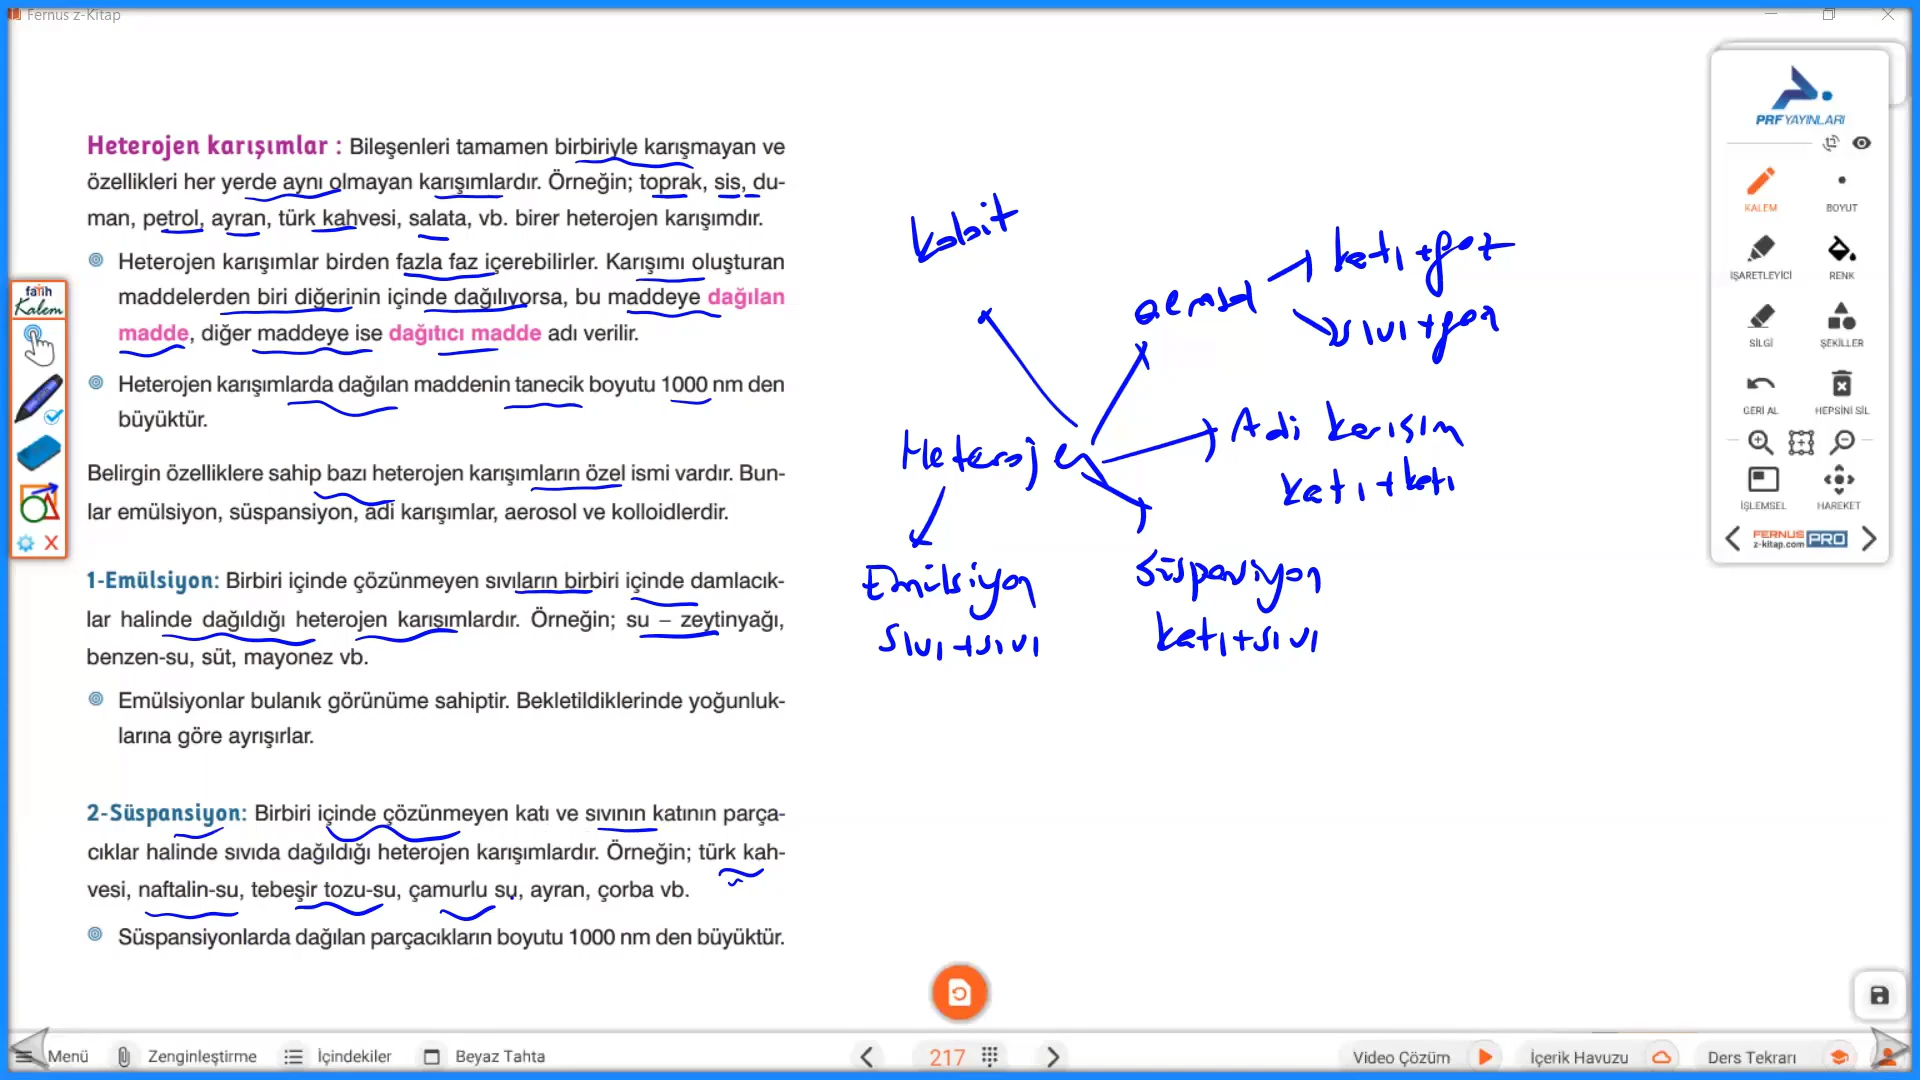 Fernus z-Kitap
Heterojen karışımlar : Bileşenleri tamamen birbiriyle karışmayan ve
özellikleri her yerde aynı olmayan karışımlardır. Örneğin; toprak, sis, du-
man, petrol, ayran, türk kahvesi, salata, vb. birer heterojen karışımdır.
Heterojen karışımlar birden fazla faz içerebilirler. Karışımı oluşturan
maddelerden biri diğerinin içinde dağılıyorsa, bu maddeye dağılan
madde, diğer maddeye ise dağıtıcı madde adı verilir.
Heterojen karışımlarda dağılan maddenin tanecik boyutu 1000 nm den
büyüktür.
Belirgin özelliklere sahip bazı heterojen karışımların özel ismi vardır. Bun-
lar emülsiyon, süspansiyon, adi karışımlar, aerosol ve kolloidlerdir.
1-Emülsiyon: Birbiri içinde çözünmeyen sıvıların birbiri içinde damlacık-
lar halinde dağıldığı heterojen karışımlardır. Örneğin; su – zeytinyağı,
benzen-su, süt, mayonez vb.
Emülsiyonlar bulanık görünüme sahiptir. Bekletildiklerinde yoğunluk-
larına göre ayrışırlar.
2-Süspansiyon: Birbiri içinde çözünmeyen katı ve sıvının katının parça-
cıklar halinde sıvıda dağıldığı heterojen karışımlardır. Örneğin; türk kah-
vesi, naftalin-su, tebeşir tozu-su, çamurlu su, ayran, çorba vb.
Süspansiyonlarda dağılan parçacıkların boyutu 1000 nm den büyüktür.
katı+gaz
sıvı+gaz
Heterojen
Adi karışım
katı+katı
Emülsiyon
sıvı+sıvı
Süspansiyon
katı+sıvı
fatih
Kalem
PRF YAYINLARI
KALEM
BOYUT
İŞARETLEYİCİ
RENK
SİLGİ
ŞEKİLLER
GERİ AL
HEPSİNİ SİL
İŞLEMSEL
HAREKET
FERNUS
z-kitap.com PRO
Menü
Zenginleştirme
İçindekiler
Beyaz Tahta
217
Video Çözüm
İçerik Havuzu
Ders Tekrarı